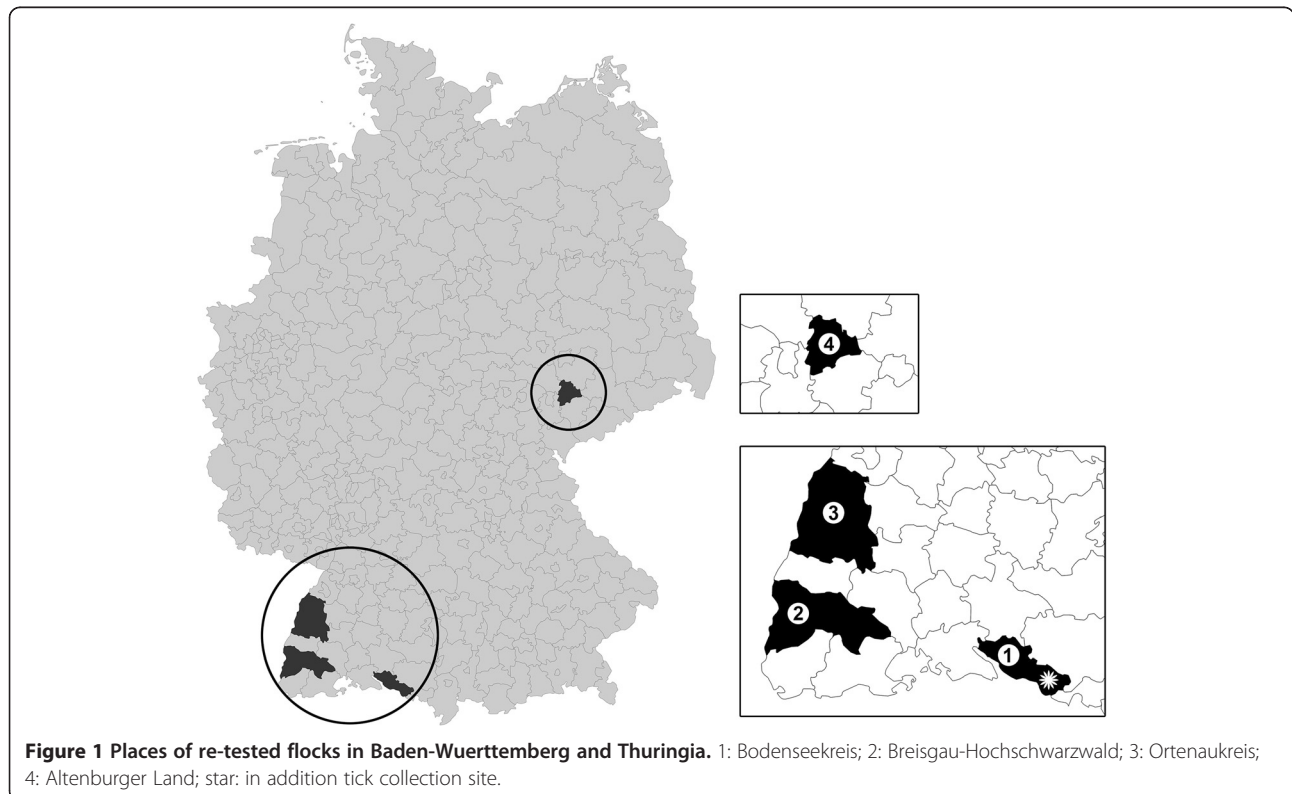 4
3
2
1
Figure 1 Places of re-tested flocks in Baden-Wuerttemberg and Thuringia. 1: Bodenseekreis; 2: Breisgau-Hochschwarzwald; 3: Ortenaukreis;
4: Altenburger Land; star: in addition tick collection site.